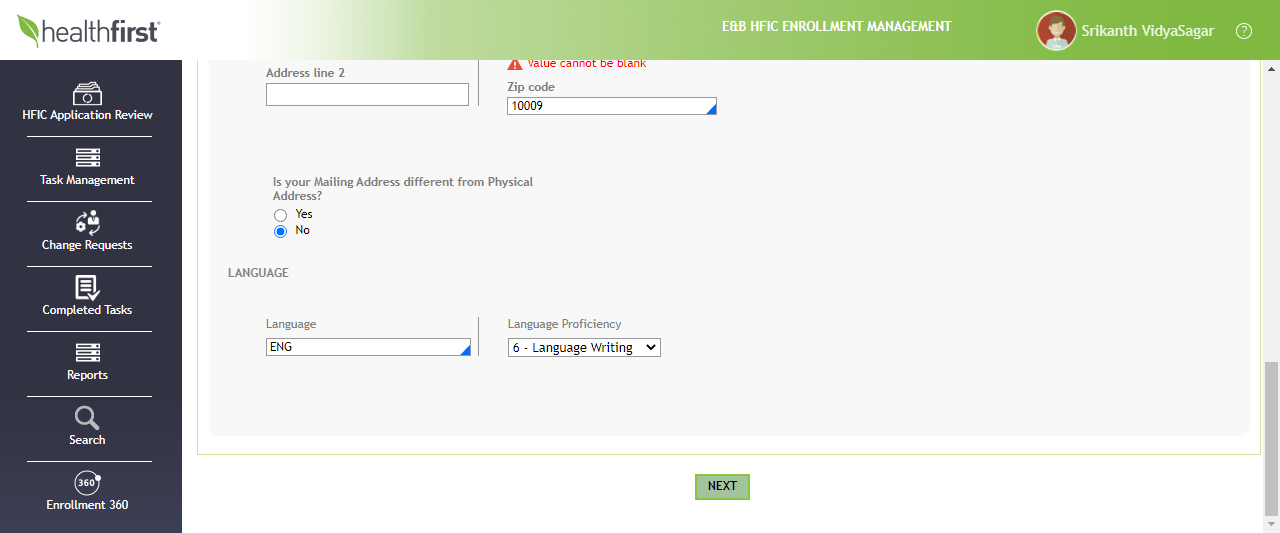 healthfirst
E&B HFIC ENROLLMENT MANAGEMENT
Srikanth VidyaSagar
?
HFIC Application Review
Task Management
Change Requests
Completed Tasks
Reports
Search
360
Enrollment 360
Address line 2
Value cannot be blank
Zip code
10009
Is your Mailing Address different from Physical
Address?
Yes
No
LANGUAGE
Language
ENG
Language Proficiency
6 - Language Writing
NEXT